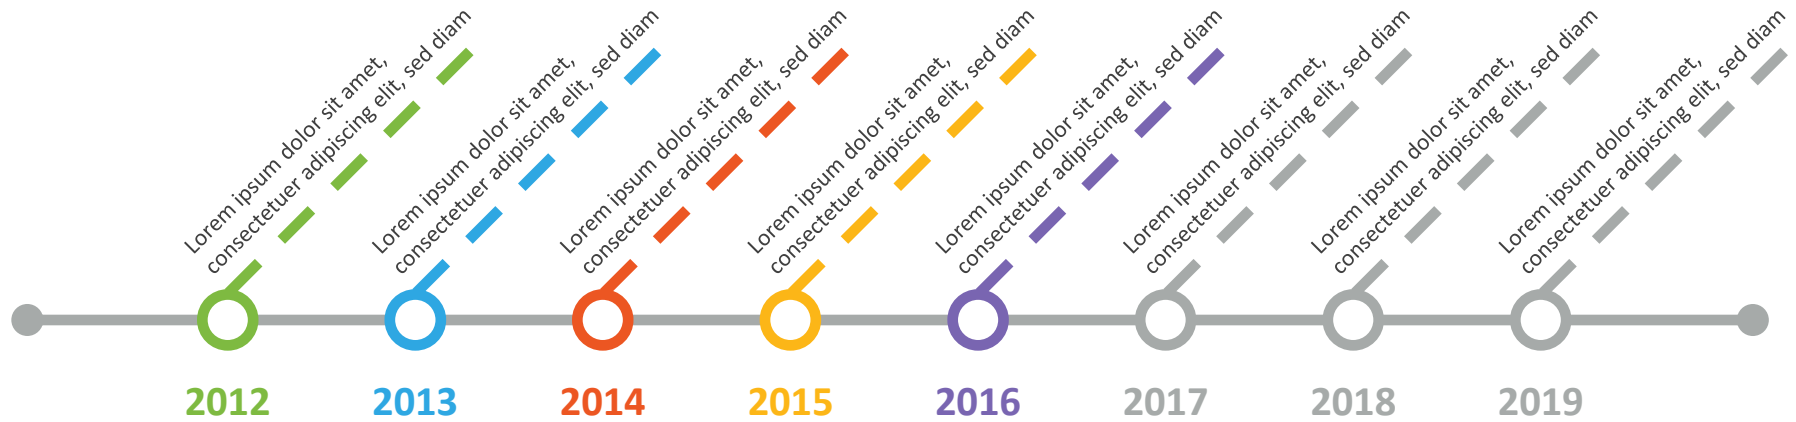 Lorem ipsum dolor sit amet,
consectetuer adipiscing elit, sed diam
Lorem ipsum dolor sit amet,
consectetuer adipiscing elit, sed diam
Lorem ipsum dolor sit amet,
consectetuer adipiscing elit, sed diam
Lorem ipsum dolor sit amet,
consectetuer adipiscing elit, sed diam
Lorem ipsum dolor sit amet,
consectetuer adipiscing elit, sed diam
Lorem ipsum dolor sit amet,
consectetuer adipiscing elit, sed diam
Lorem ipsum dolor sit amet,
consectetuer adipiscing elit, sed diam
Lorem ipsum dolor sit amet,
consectetuer adipiscing elit, sed diam
2012 2013 2014 2015 2016 2017 2018 2019